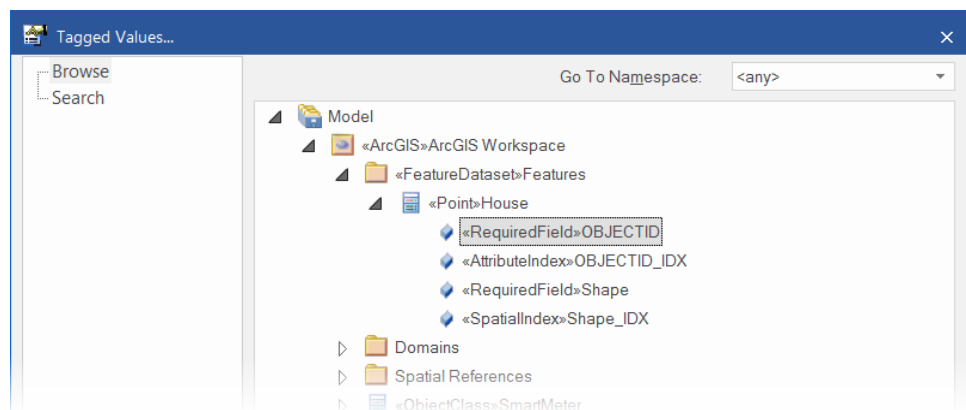 Tagged Values...
Browse
Search
Go To Namespace:
<any>
Model
«ArcGIS»ArcGIS Workspace
«FeatureDataset»Features
«Point»House
«RequiredField»OBJECTID
«AttributeIndex»OBJECTID_IDX
«RequiredField»Shape
«SpatialIndex»Shape_IDX
Domains
Spatial References
«ObjectClass»SmartMeter